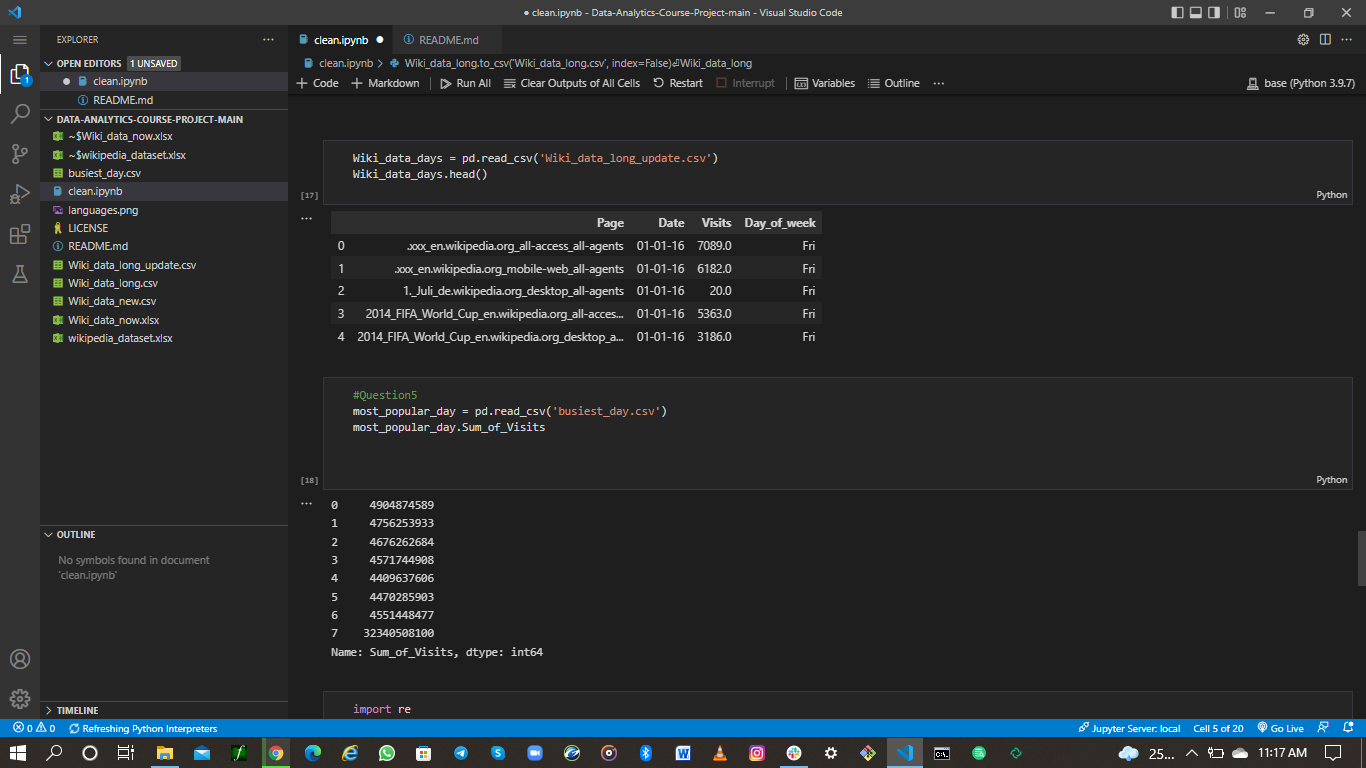 clean.ipynb - Data-Analytics-Course-Project-main - Visual Studio Code
EXPLORER
OPEN EDITORS 1 UNSAVED
clean.ipynb
README.md
DATA-ANALYTICS-COURSE-PROJECT-MAIN
~$Wiki_data_now.xlsx
~$wikipedia_dataset.xlsx
busiest_day.csv
clean.ipynb
languages.png
LICENSE
README.md
Wiki_data_long_update.csv
Wiki_data_long.csv
Wiki_data_new.csv
Wiki_data_now.xlsx
wikipedia_dataset.xlsx
OUTLINE
No symbols found in document
'clean.ipynb'
TIMELINE
clean.ipynb README.md
clean.ipynb > Wiki_data_long.to_csv('Wiki_data_long.csv', index=False)⏎Wiki_data_long
+ Code + Markdown Run All Clear Outputs of All Cells Restart Interrupt Variables Outline ... base (Python 3.9.7)
Wiki_data_days = pd.read_csv('Wiki_data_long_update.csv')
Wiki_data_days.head()
[17] Python
Page Date Visits Day_of_week
0 .xxx_en.wikipedia.org_all-access_all-agents 01-01-16 7089.0 Fri
1 .xxx_en.wikipedia.org_mobile-web_all-agents 01-01-16 6182.0 Fri
2 1._Juli_de.wikipedia.org_desktop_all-agents 01-01-16 20.0 Fri
3 2014_FIFA_World_Cup_en.wikipedia.org_all-acces... 01-01-16 5363.0 Fri
4 2014_FIFA_World_Cup_en.wikipedia.org_desktop_a... 01-01-16 3186.0 Fri
#Question5
most_popular_day = pd.read_csv('busiest_day.csv')
most_popular_day.Sum_of_Visits
[18] Python
0 4904874589
1 4756253933
2 4676262684
3 4571744908
4 4409637606
5 4470285903
6 4551448477
7 32340508100
Name: Sum_of_Visits, dtype: int64
import re
0 0 Refreshing Python Interpreters Jupyter Server: local Cell 5 of 20 Go Live
25... 11:17 AM